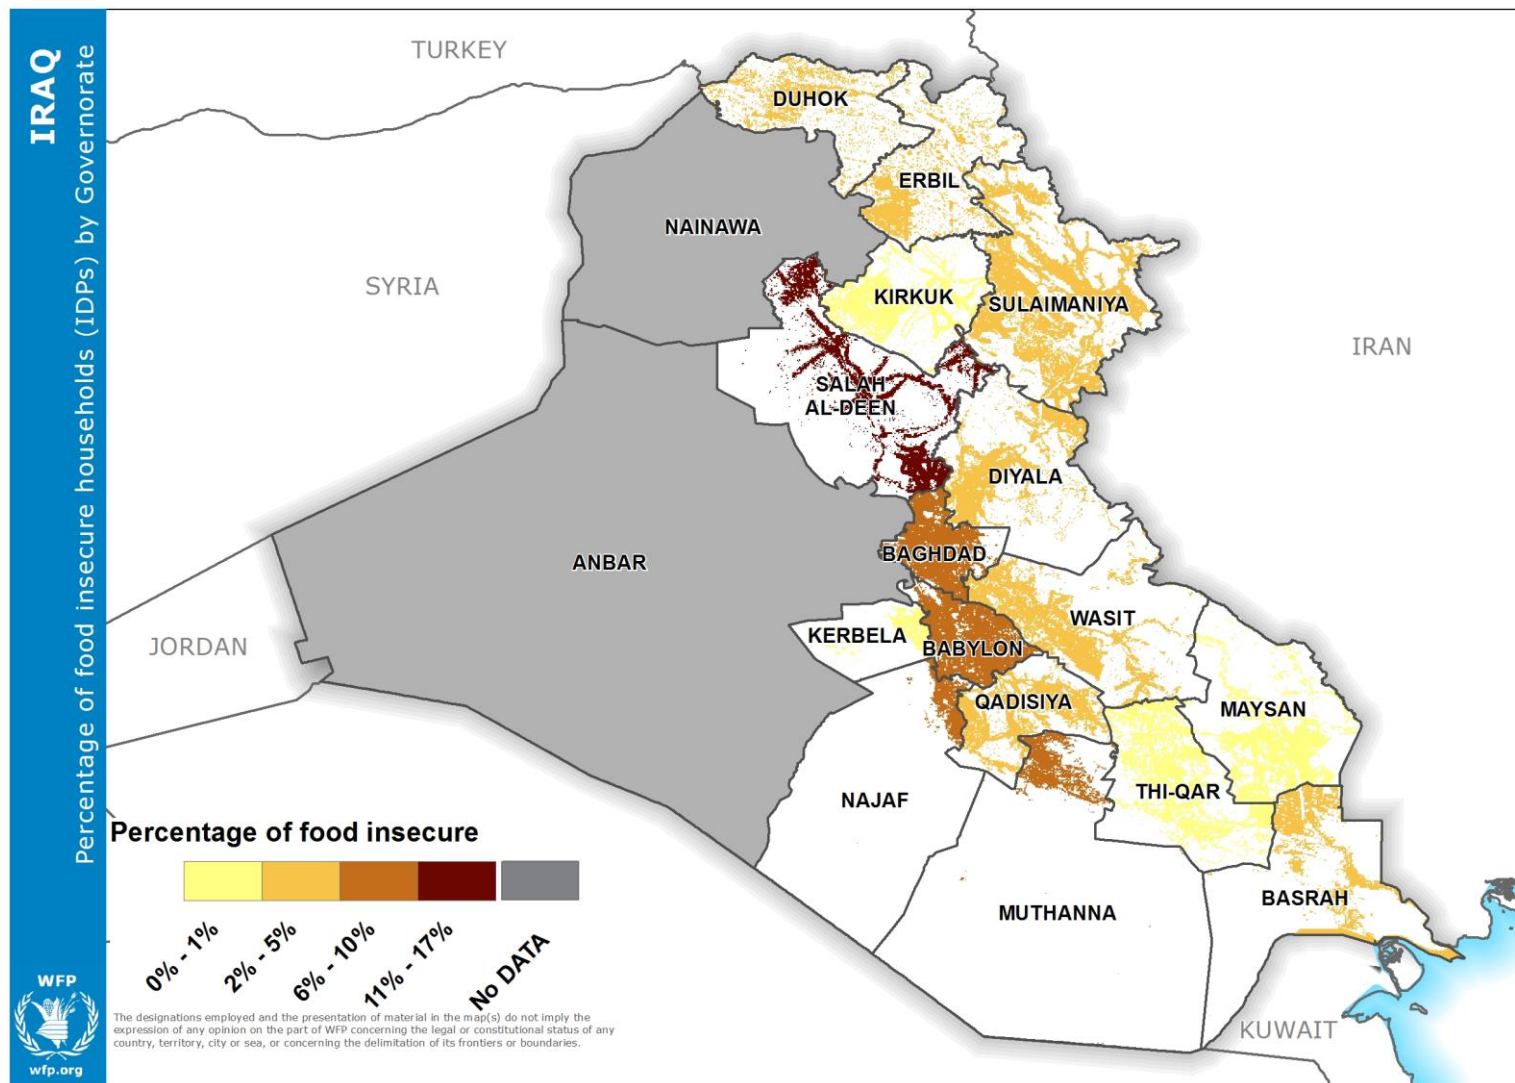 IRAQ
Percentage of food insecure households (IDPs) by Governorate
TURKEY
DUHOK
ERBIL
NAINAWA
SYRIA
KIRKUK
SULAIMANIYA
IRAN
SALAH
AL-DEEN
DIYALA
BAGHDAD
ANBAR
WASIT
KERBELA
JORDAN
BABYLON
QADISIYA
MAYSAN
THI-QAR
NAJAF
BASRAH
MUTHANNA
KUWAIT
Percentage of food insecure
0% - 1%
2% - 5%
6% - 10%
11% - 17%
No DATA
WFP
wfp.org
The designations employed and the presentation of material in the map(s) do not imply the
expression of any opinion on the part of WFP concerning the legal or constitutional status of any
country, territory, city or sea, or concerning the delimitation of its frontiers or boundaries.